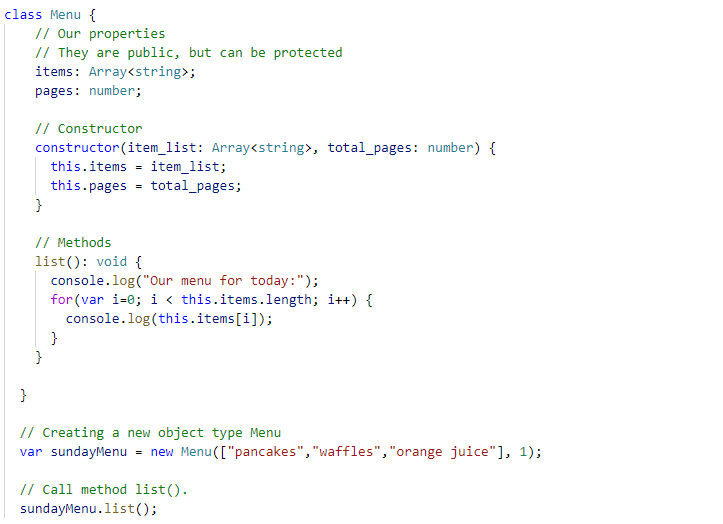 class Menu {
// Our properties
// They are public, but can be protected
items: Array<string>;
pages: number;
// Constructor
constructor(item_list: Array<string>, total_pages: number) {
this.items = item_list;
this.pages = total_pages;
}
// Methods
list(): void {
console.log("Our menu for today:");
for(var i=0; i < this.items.length; i++) {
console.log(this.items[i]);
}
}
}
// Creating a new object type Menu
var sundayMenu = new Menu(["pancakes","waffles","orange juice"], 1);
// Call method list().
sundayMenu.list();